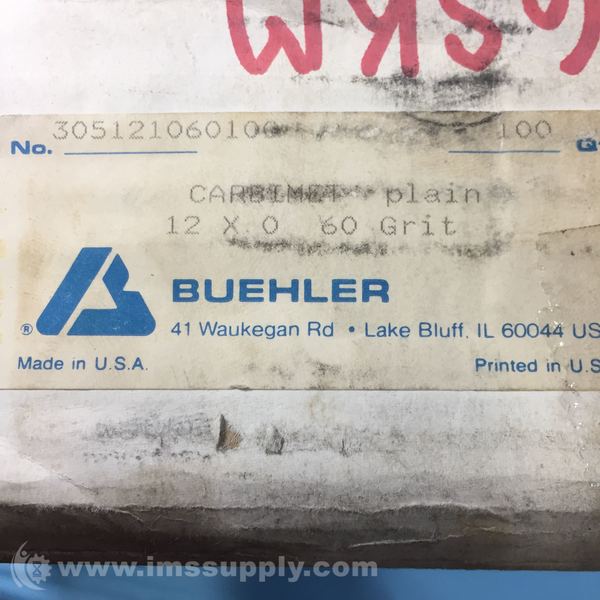 No. 305121060100 100
CARBIMET plain
12 X 0 60 Grit
BUEHLER
® 41 Waukegan Rd • Lake Bluff, IL 60044 US
Made in U.S.A. Printed in U.S
www.imssupply.com